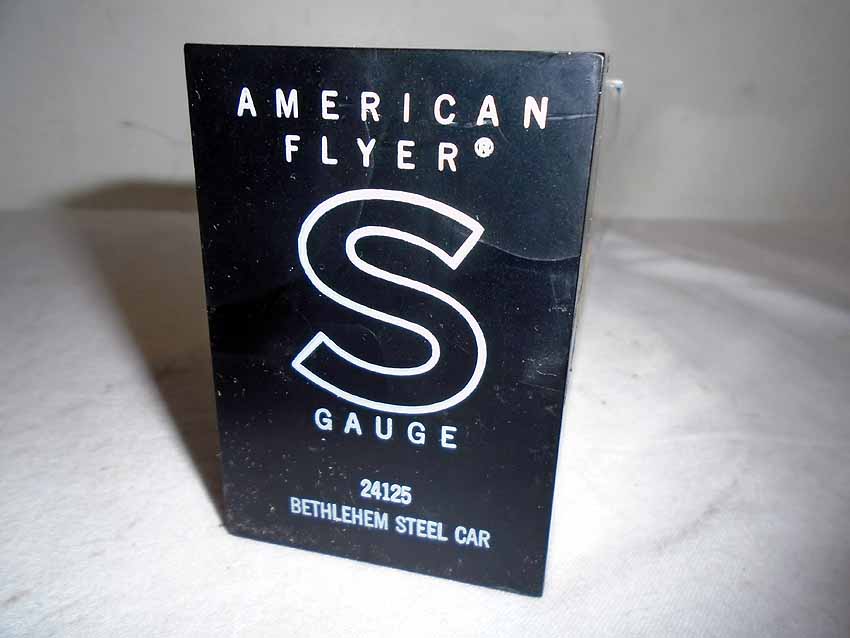 AMERICAN
FLYER®
S
GAUGE
24125
BETHLEHEM STEEL CAR